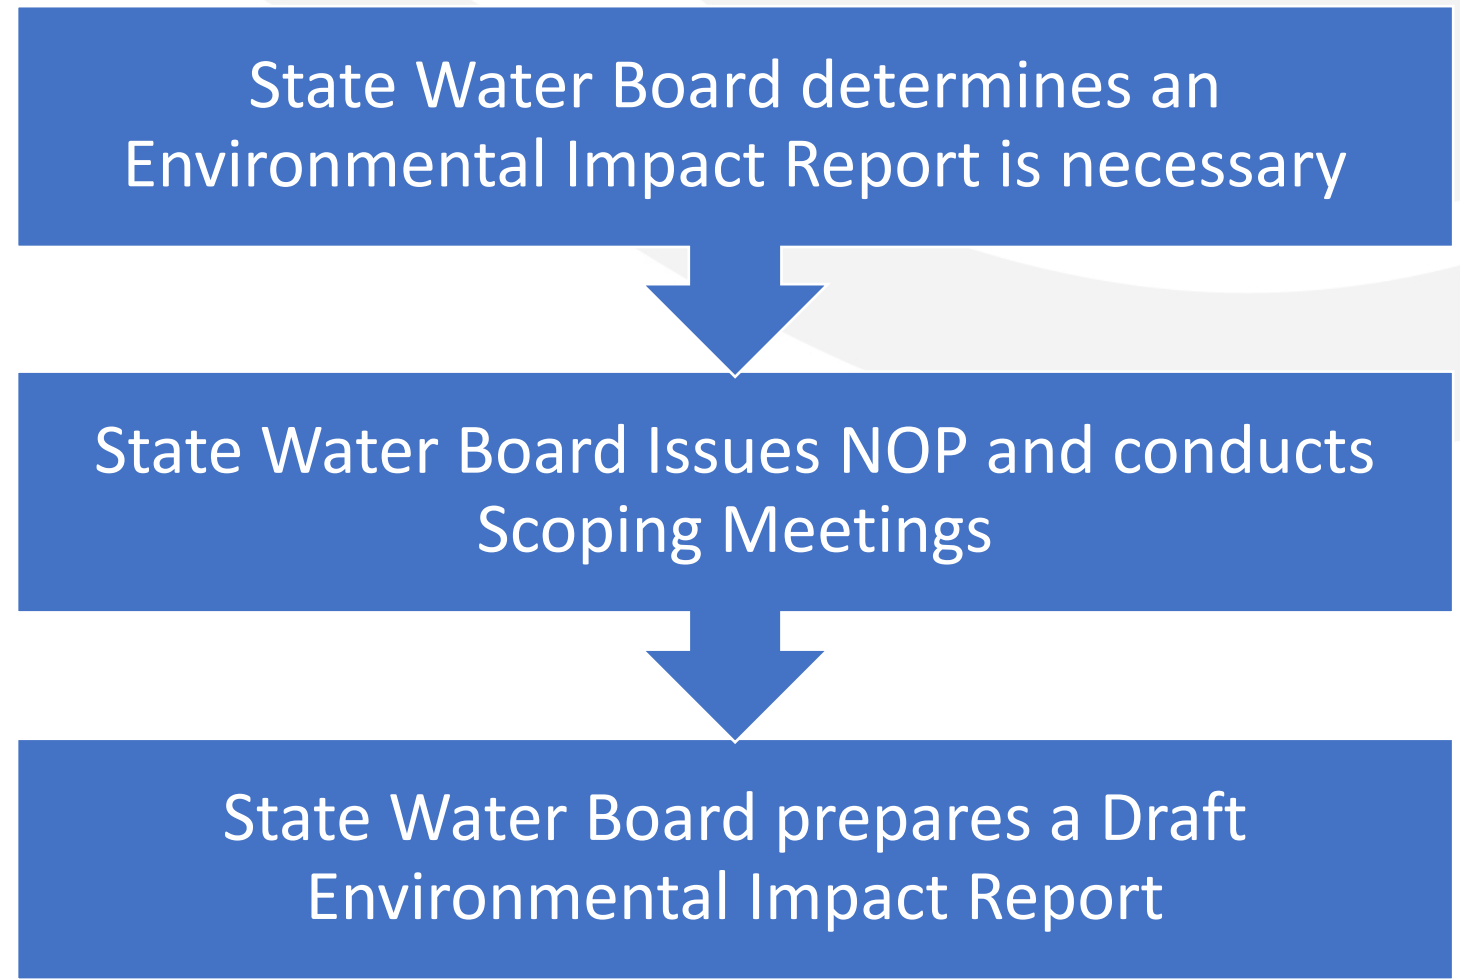 State Water Board determines an
Environmental Impact Report is necessary
State Water Board Issues NOP and conducts
Scoping Meetings
State Water Board prepares a Draft
Environmental Impact Report